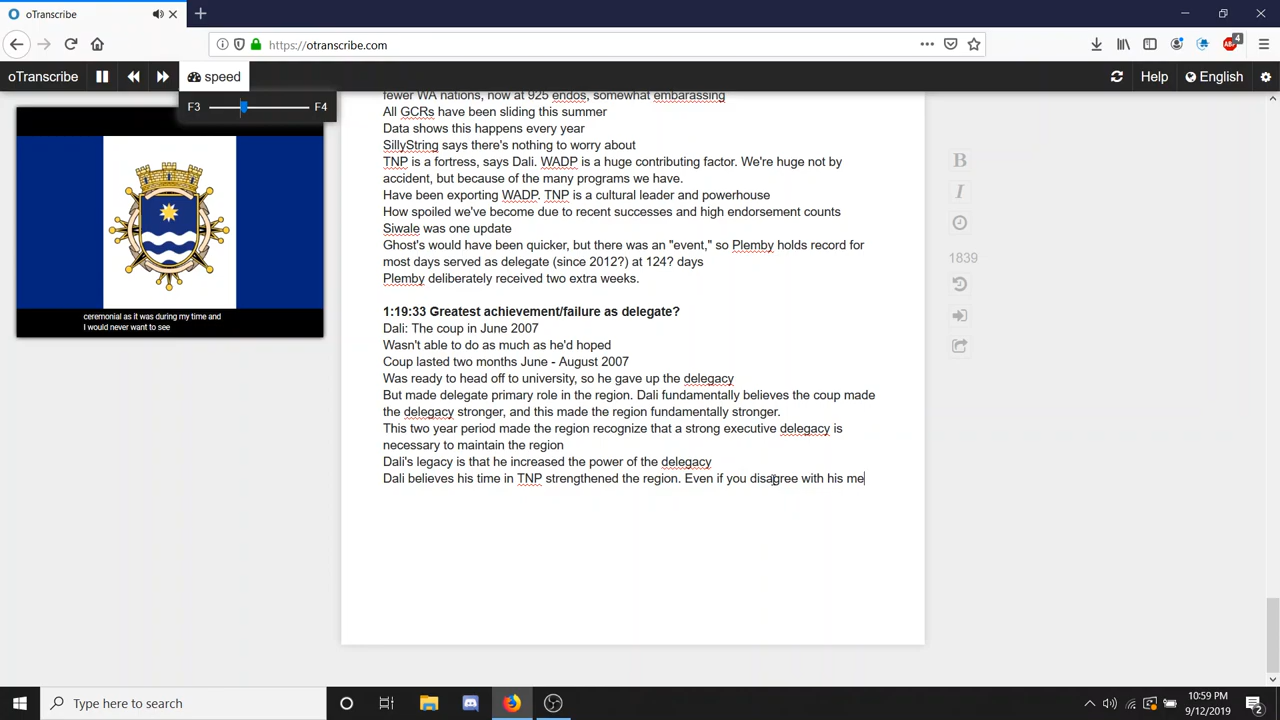 oTranscribe
https://otranscribe.com
4
oTranscribe
speed
Help
English
F3
F4
ceremonial as it was during my time and
I would never want to see
fewer WA nations, now at 925 endos, somewhat embarassing
All GCRs have been sliding this summer
Data shows this happens every year
SillyString says there's nothing to worry about
TNP is a fortress, says Dali. WADP is a huge contributing factor. We're huge not by
accident, but because of the many programs we have.
Have been exporting WADP. TNP is a cultural leader and powerhouse
How spoiled we've become due to recent successes and high endorsement counts
Siwale was one update
Ghost's would have been quicker, but there was an "event," so Plemby holds record for
most days served as delegate (since 2012?) at 124? days
Plemby deliberately received two extra weeks.
1:19:33 Greatest achievement/failure as delegate?
Dali: The coup in June 2007
Wasn't able to do as much as he'd hoped
Coup lasted two months June - August 2007
Was ready to head off to university, so he gave up the delegacy
But made delegate primary role in the region. Dali fundamentally believes the coup made
the delegacy stronger, and this made the region fundamentally stronger.
This two year period made the region recognize that a strong executive delegacy is
necessary to maintain the region
Dali's legacy is that he increased the power of the delegacy
Dali believes his time in TNP strengthened the region. Even if you disagree with his me
B
I
1839
Type here to search
10:59 PM
9/12/2019
2